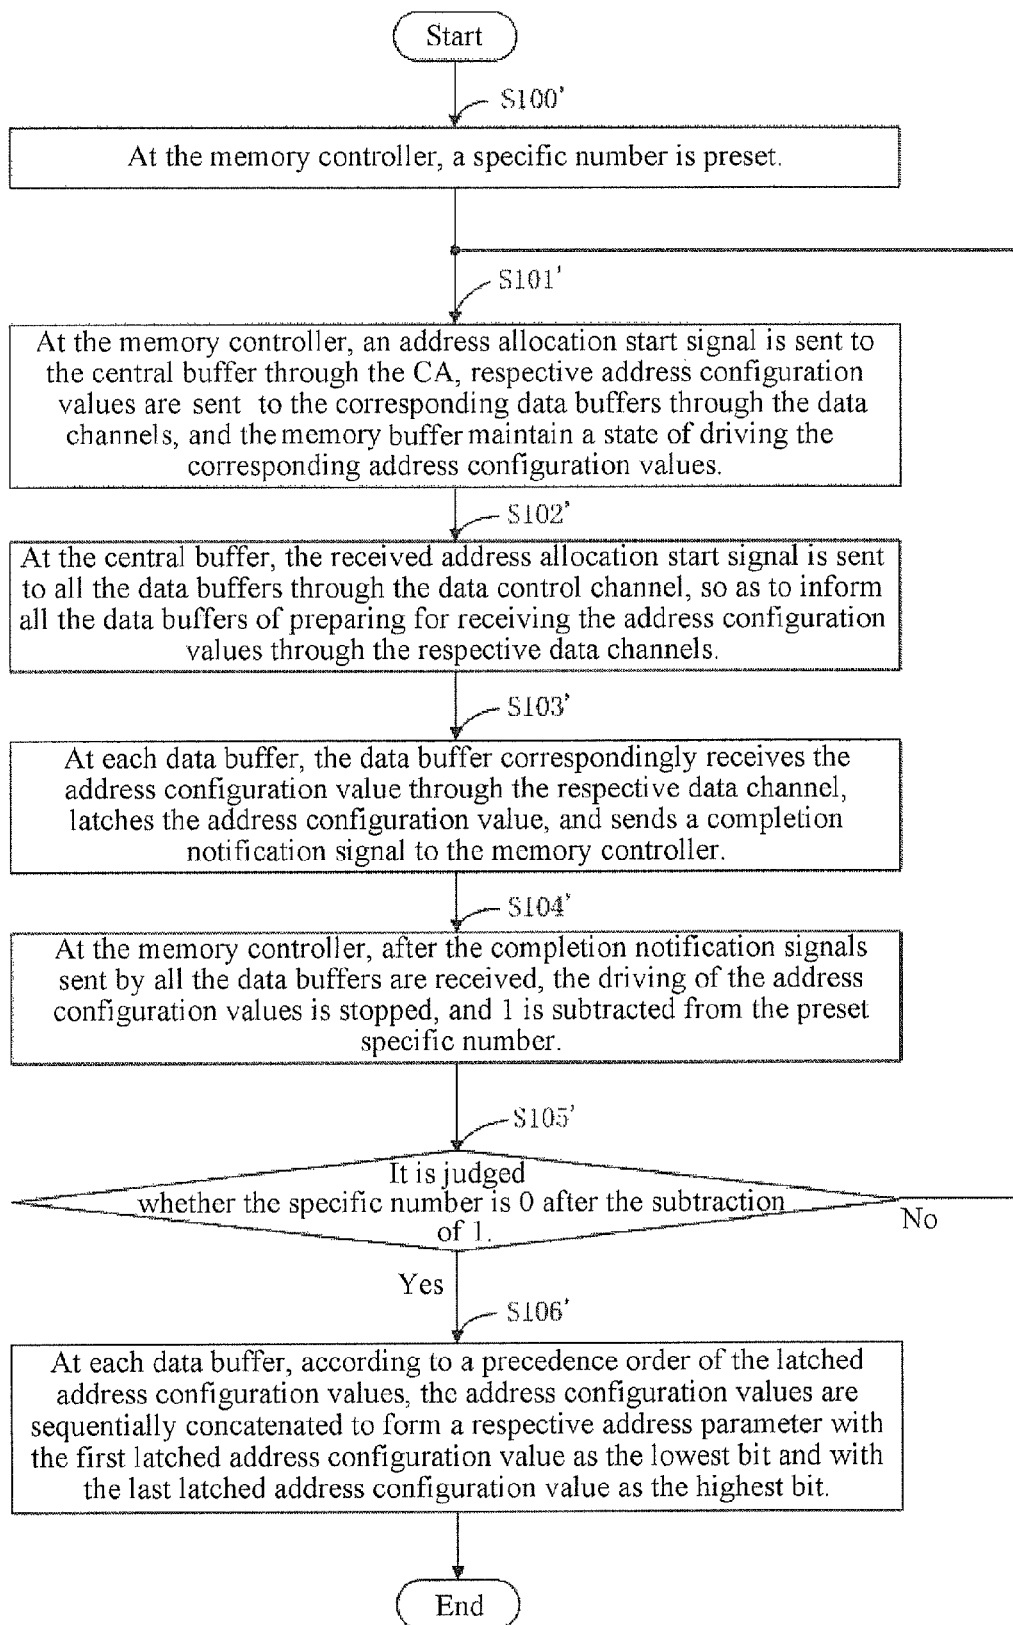 Start
S100'
At the memory controller, a specific number is preset.
S101'
At the memory controller, an address allocation start signal is sent to
the central buffer through the CA, respective address configuration
values are sent to the corresponding data buffers through the data
channels, and the memory buffer maintain a state of driving the
corresponding address configuration values.
S102'
At the central buffer, the received address allocation start signal is sent
to all the data buffers through the data control channel, so as to inform
all the data buffers of preparing for receiving the address configuration
values through the respective data channels.
S103'
At each data buffer, the data buffer correspondingly receives the
address configuration value through the respective data channel,
latches the address configuration value, and sends a completion
notification signal to the memory controller.
S104'
At the memory controller, after the completion notification signals
sent by all the data buffers are received, the driving of the address
configuration values is stopped, and 1 is subtracted from the preset
specific number.
S105'
It is judged
whether the specific number is 0 after the subtraction
of 1.
No
Yes
S106'
At each data buffer, according to a precedence order of the latched
address configuration values, the address configuration values are
sequentially concatenated to form a respective address parameter with
the first latched address configuration value as the lowest bit and with
the last latched address configuration value as the highest bit.
End